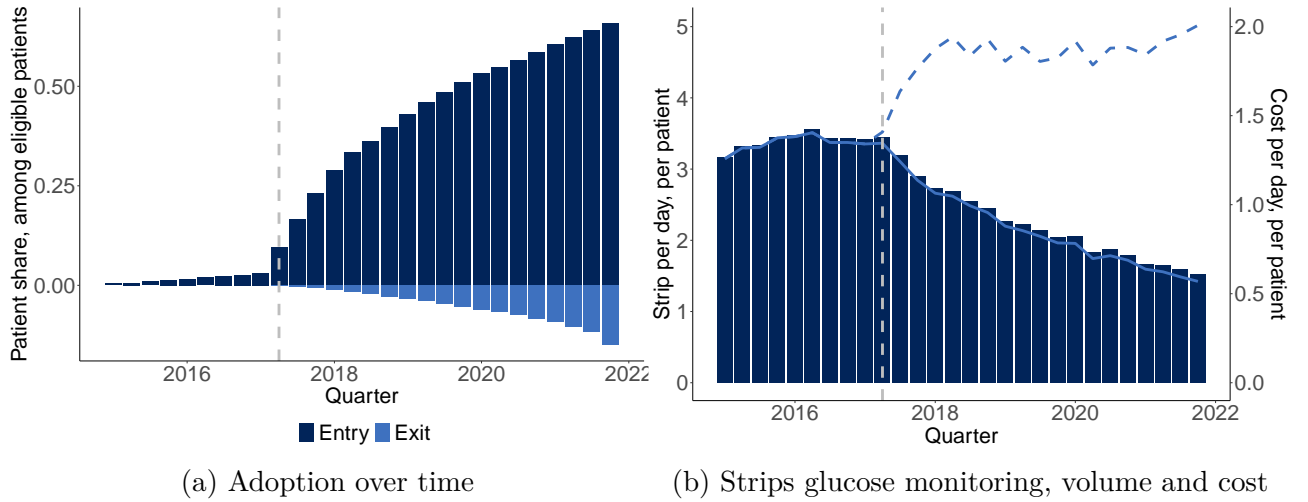 Patient share, among eligible patients
0.50
0.25
0.00
2016
2018
2020
2022
Quarter
Entry
Exit
(a) Adoption over time
Strip per day, per patient
5
4
3
2
1
0
2016
2018
2020
2022
Quarter
2.0
1.5
1.0
0.5
0.0
Cost per day, per patient
(b) Strips glucose monitoring, volume and cost